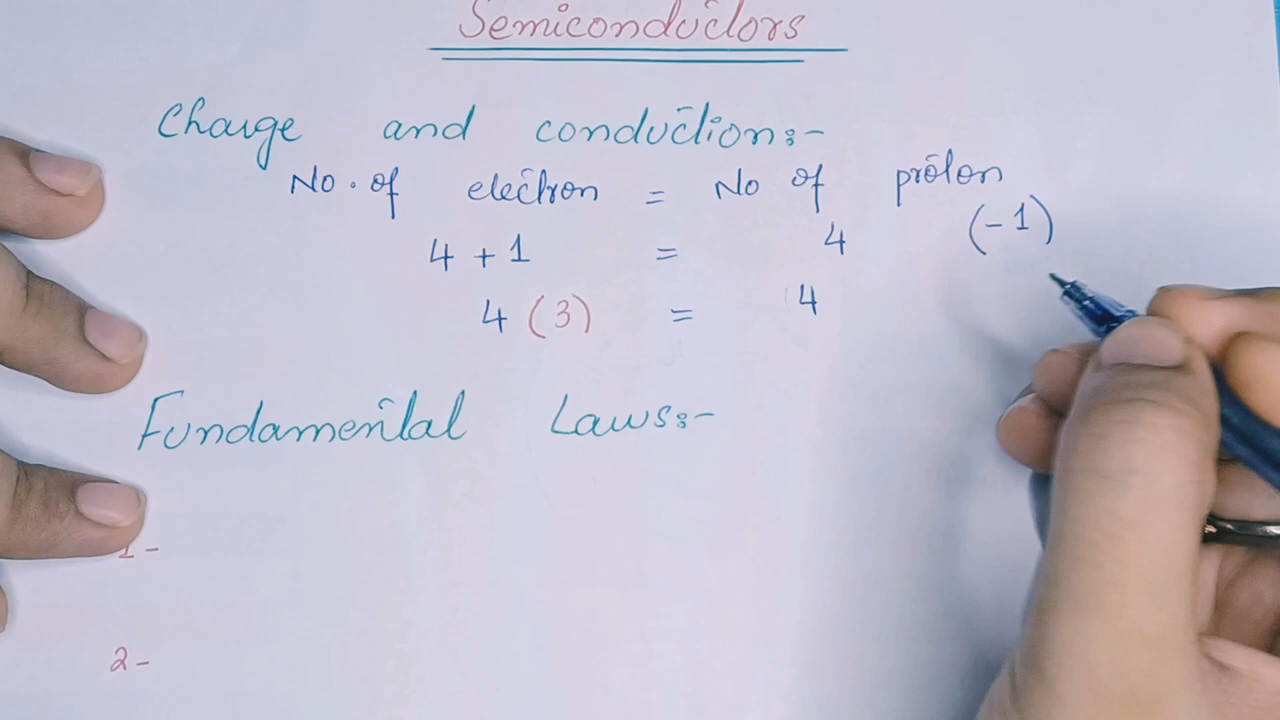 Semiconductors
Charge and conduction:-
No. of electron = No of proton
4 + 1 = 4 (-1)
4 (3) = 4
Fundamental Laws:-
1-
2-